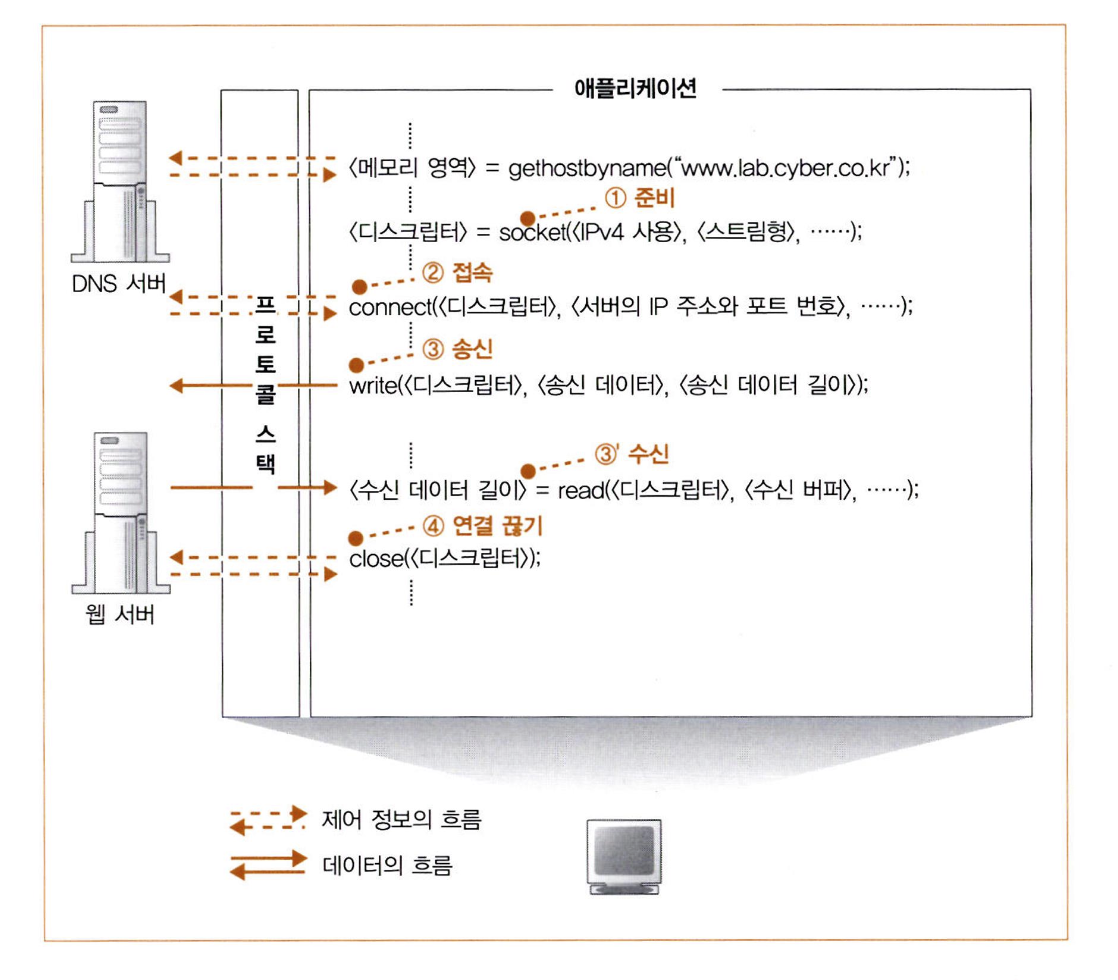 애플리케이션
〈메모리 영역〉 = gethostbyname("www.lab.cyber.co.kr");
① 준비
〈디스크립터〉 = socket(〈IPv4 사용〉, 〈스트림형〉, ……);
DNS 서버
② 접속
connect(〈디스크립터〉, 〈서버의 IP 주소와 포트 번호〉, ……);
프로토콜 스택
③ 송신
write(〈디스크립터〉, 〈송신 데이터〉, 〈송신 데이터 길이〉);
③' 수신
〈수신 데이터 길이〉 = read(〈디스크립터〉, 〈수신 버퍼〉, ……);
④ 연결 끊기
close(〈디스크립터〉);
웹 서버
제어 정보의 흐름
데이터의 흐름